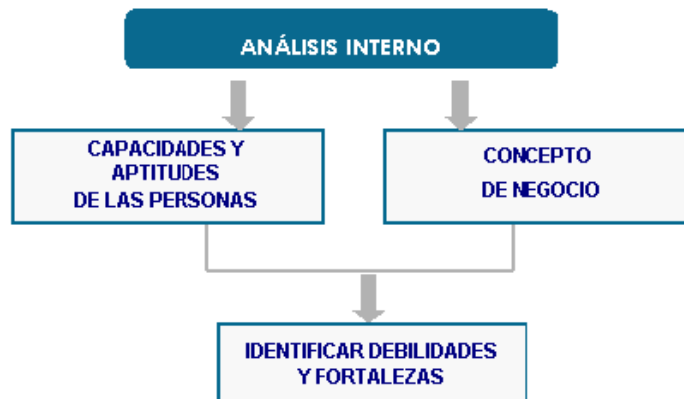 ANÁLISIS INTERNO
CAPACIDADES Y
APTITUDES
DE LAS PERSONAS
CONCEPTO
DE NEGOCIO
IDENTIFICAR DEBILIDADES
Y FORTALEZAS